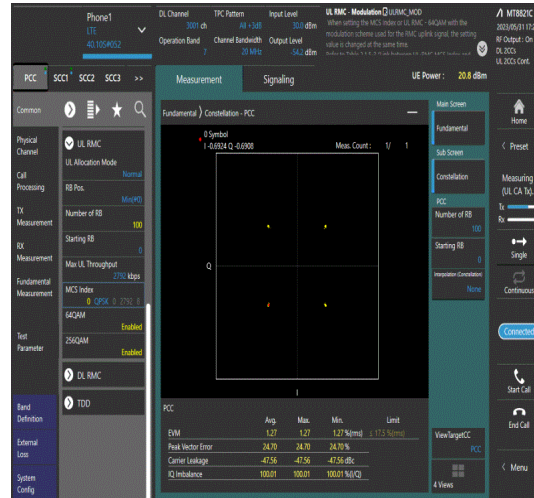 Phone1
LTE
40.105#052
DL Channel
3001 ch
TPC Pattern
All +3dB
Input Level
30.0 dBm
Operation Band
7
Channel Bandwidth
20 MHz
Output Level
-54.2 dBm
UL RMC - Modulation
ULRMC_MOD
When setting the MCS index or UL RMC - 64QAM with the
modulation scheme used for the RMC uplink signal, the setting
value is changed at the same time.
MT8821C
RF Output : On
DL 2CCs
UL 2CCs Cont.
PCC
SCC1
SCC2
SCC3
>>
Measurement
Signaling
UE Power : 20.8 dBm
Common
Physical
Channel
Call
Processing
TX
Measurement
RX
Measurement
Fundamental
Measurement
Test
Parameter
Band
Definition
External
Loss
System
Config
UL RMC
UL Allocation Mode
Normal
RB Pos.
Min(#0)
Number of RB
100
Starting RB
0
Max UL Throughput
2792 kbps
MCS Index
0 QPSK 0 2792 8
64QAM
Enabled
256QAM
Enabled
DL RMC
TDD
Fundamental
Constellation - PCC
0 Symbol
I -0.6924 Q -0.6908
Meas. Count : 1/ 1
Q
I
PCC
Avg. Max. Min. Limit
EVM 1.27 1.27 1.27 %(rms) ≤ 17.5 %(rms)
Peak Vector Error 24.70 24.70 24.70 %
Carrier Leakage -47.56 -47.56 -47.56 dBc
IQ Imbalance 100.01 100.01 100.01 %(I/Q)
Main Screen
Fundamental
Sub Screen
Constellation
PCC
Number of RB
100
Starting RB
0
Interpolation (Constellation)
None
ViewTargetCC
PCC
4 Views
Home
Preset
Measuring
(UL CA Tx).
Tx
Rx
Single
Continuous
Connected
Start Call
End Call
Menu